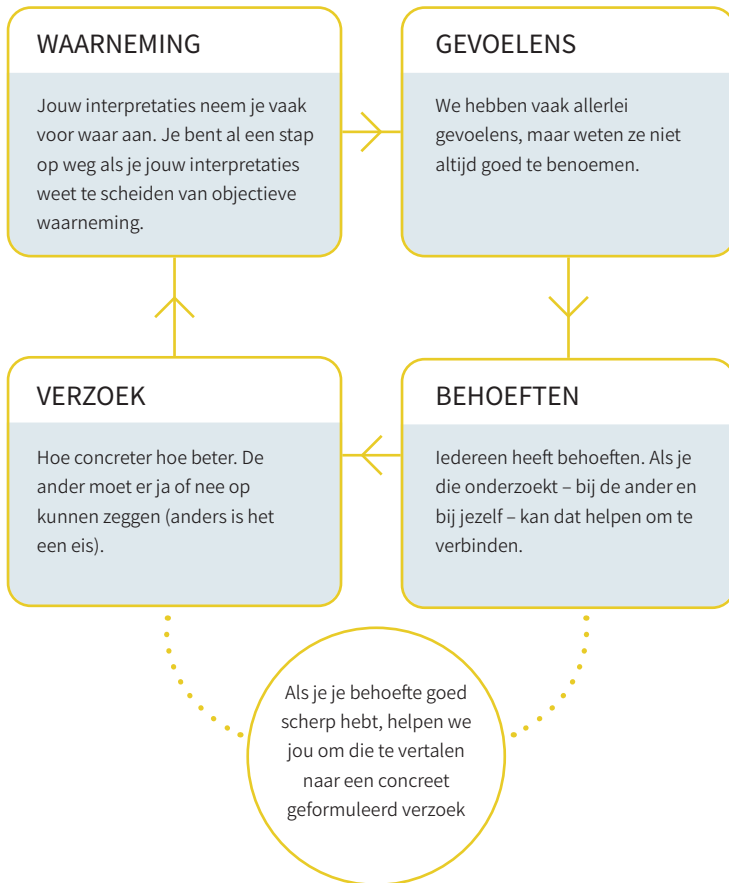 WAARNEMING
Jouw interpretaties neem je vaak
voor waar aan. Je bent al een stap
op weg als je jouw interpretaties
weet te scheiden van objectieve
waarneming.
GEVOELENS
We hebben vaak allerlei
gevoelens, maar weten ze niet
altijd goed te benoemen.
VERZOEK
Hoe concreter hoe beter. De
ander moet er ja of nee op
kunnen zeggen (anders is het
een eis).
BEHOEFTEN
Iedereen heeft behoeften. Als je
die onderzoekt – bij de ander en
bij jezelf – kan dat helpen om te
verbinden.
Als je je behoefte goed
scherp hebt, helpen we
jou om die te vertalen
naar een concreet
geformuleerd verzoek